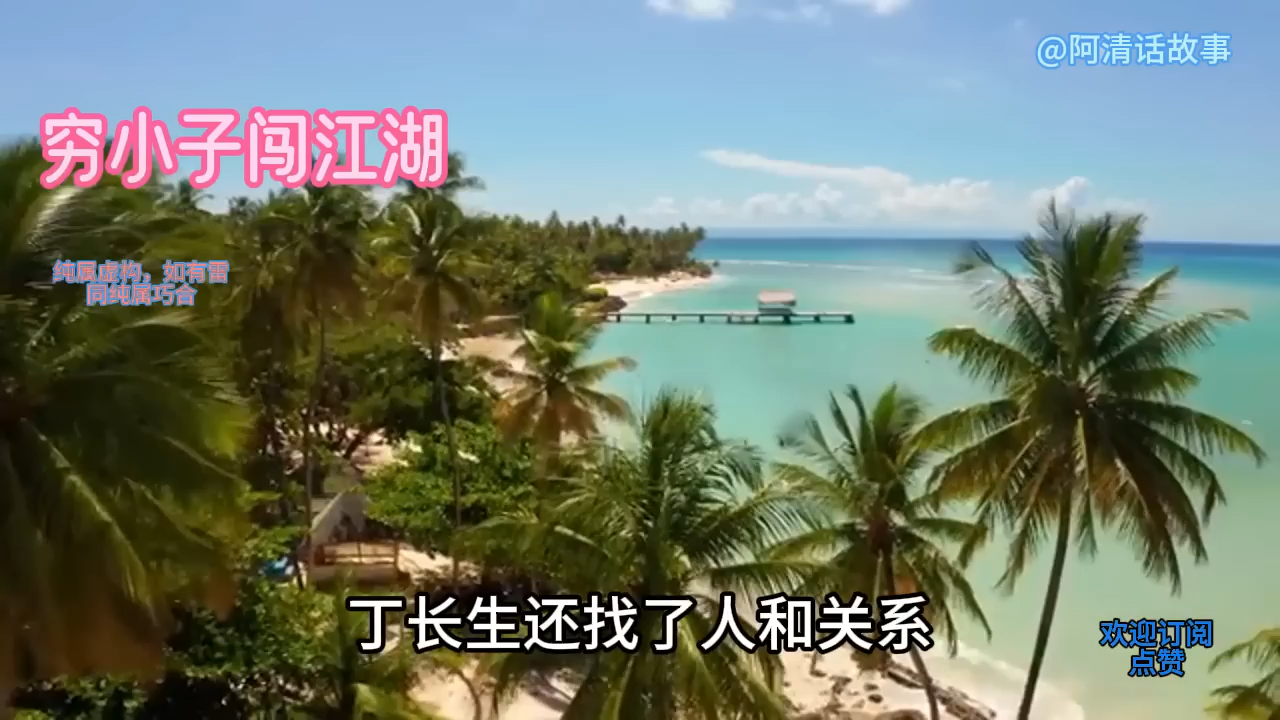 @阿清话故事
穷小子闯江湖
纯属虚构，如有雷
同纯属巧合
丁长生还找了人和关系
欢迎订阅
点赞